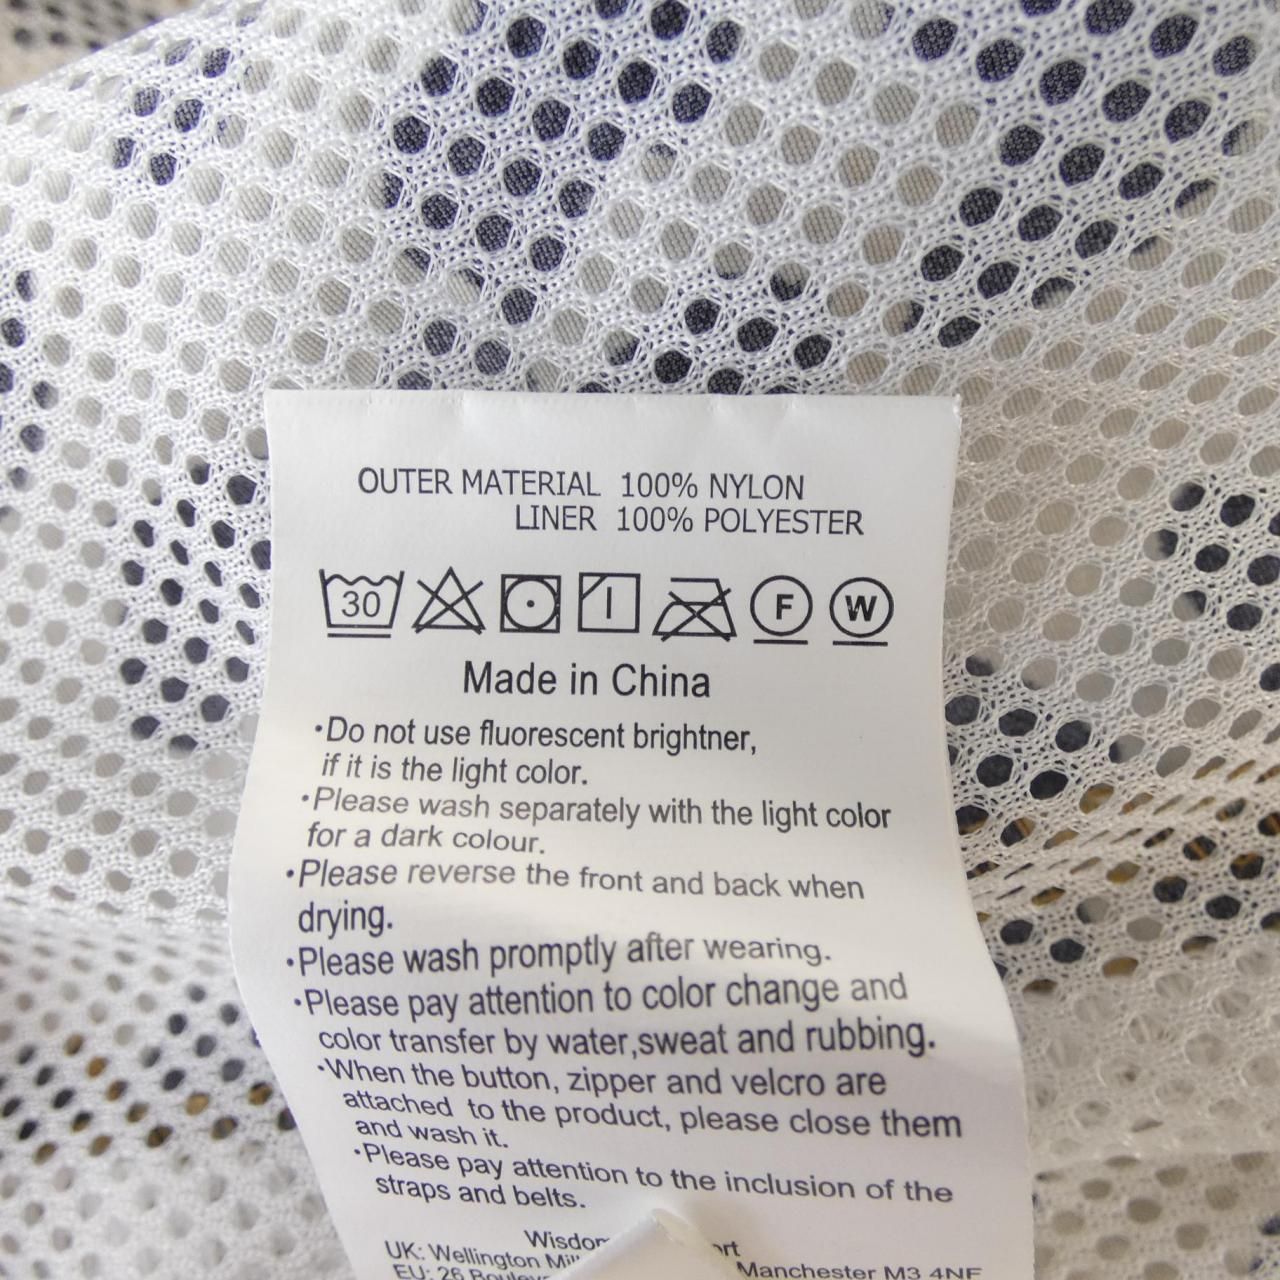 OUTER MATERIAL 100% NYLON
LINER 100% POLYESTER
30 F W
Made in China
•Do not use fluorescent brightner,
if it is the light color.
•Please wash separately with the light color
for a dark colour.
•Please reverse the front and back when
drying.
•Please wash promptly after wearing.
•Please pay attention to color change and
color transfer by water,sweat and rubbing.
•When the button, zipper and velcro are
attached to the product, please close them
and wash it.
•Please pay attention to the inclusion of the
straps and belts.
UK: Wellington Manchester M3 4NF
EU: 26